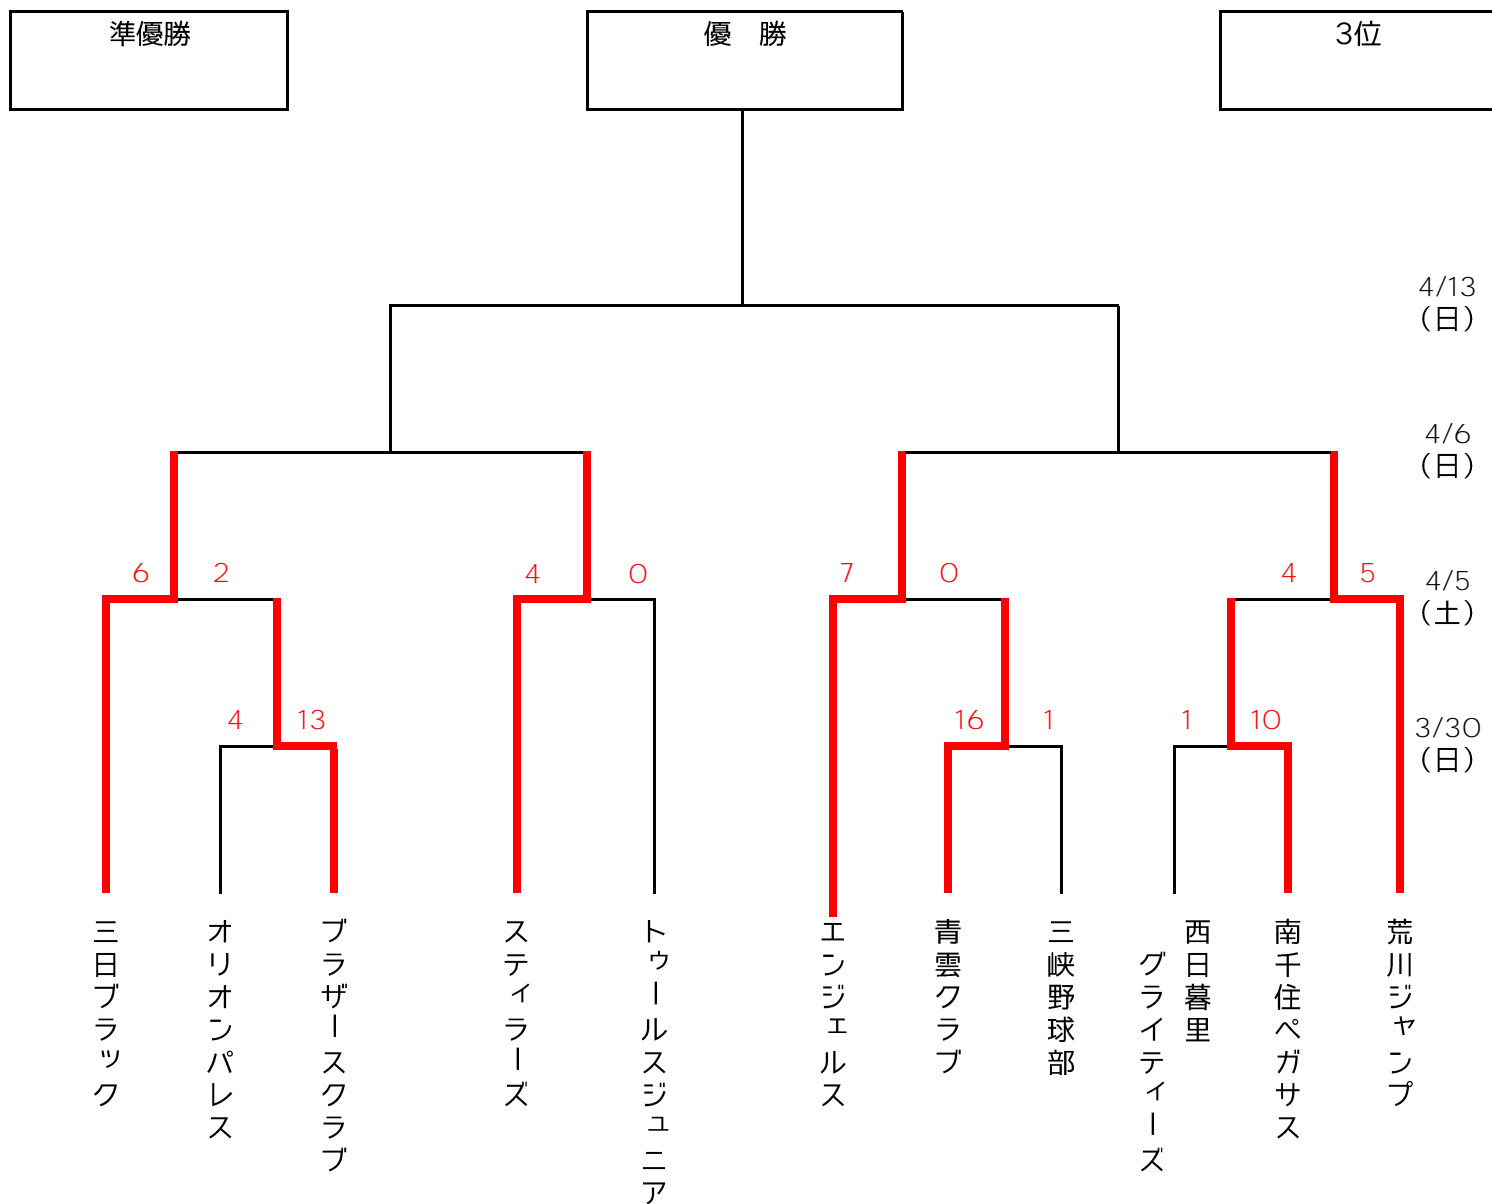 準優勝
優　勝
3位
4/13
（日）
4/6
（日）
6 2 4 0 7 0 4 5
4/5
（土）
4 13 16 1 1 10
3/30
（日）
三日ブラック
オリオンパレス
ブラザースクラブ
スティラーズ
トゥールスジュニア
エンジェルス
青雲クラブ
三峡野球部
西日暮里
グライティーズ
南千住ペガサス
荒川ジャンプ